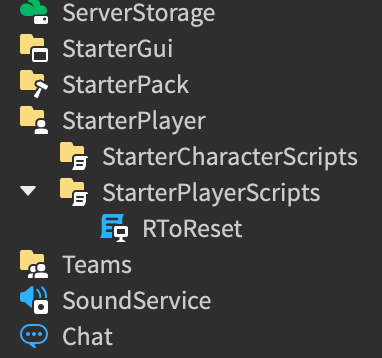 ServerStorage
StarterGui
StarterPack
StarterPlayer
StarterCharacterScripts
StarterPlayerScripts
RToReset
Teams
SoundService
Chat